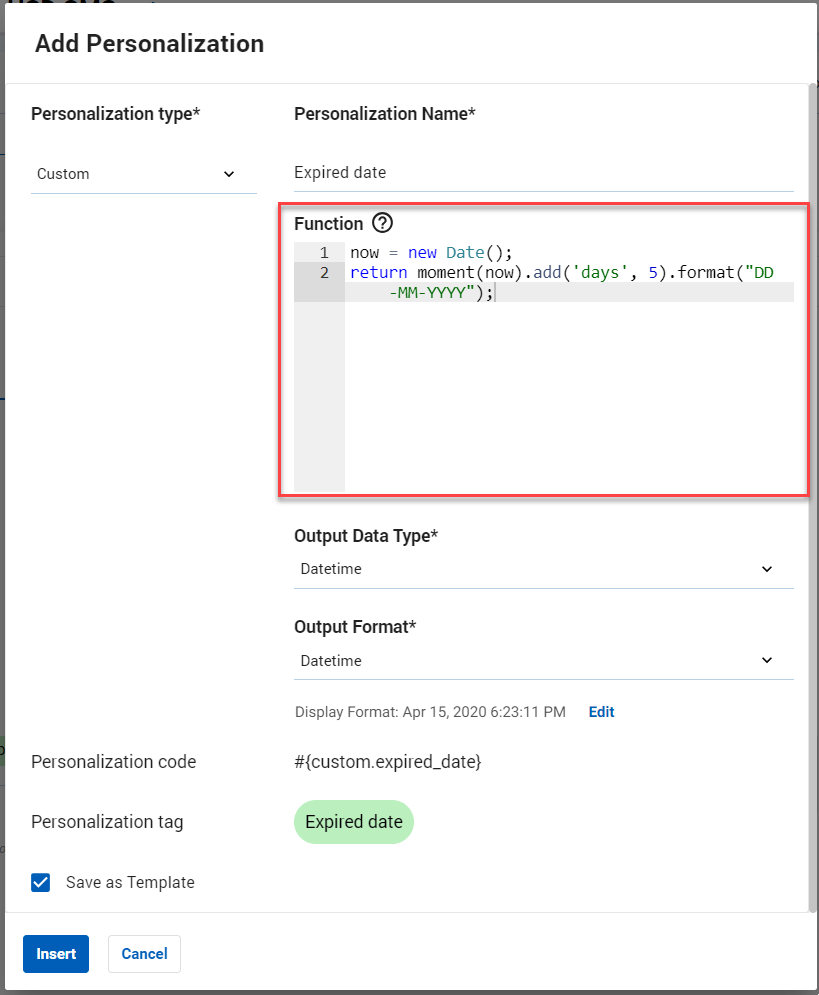 Add Personalization
Personalization type*
Personalization Name*
Custom
Expired date
Function ?
1 now = new Date();
2 return moment(now).add('days', 5).format("DD
-MM-YYYY");
Output Data Type*
Datetime
Output Format*
Datetime
Display Format: Apr 15, 2020 6:23:11 PM Edit
Personalization code #{custom.expired_date}
Personalization tag Expired date
Save as Template
Insert Cancel